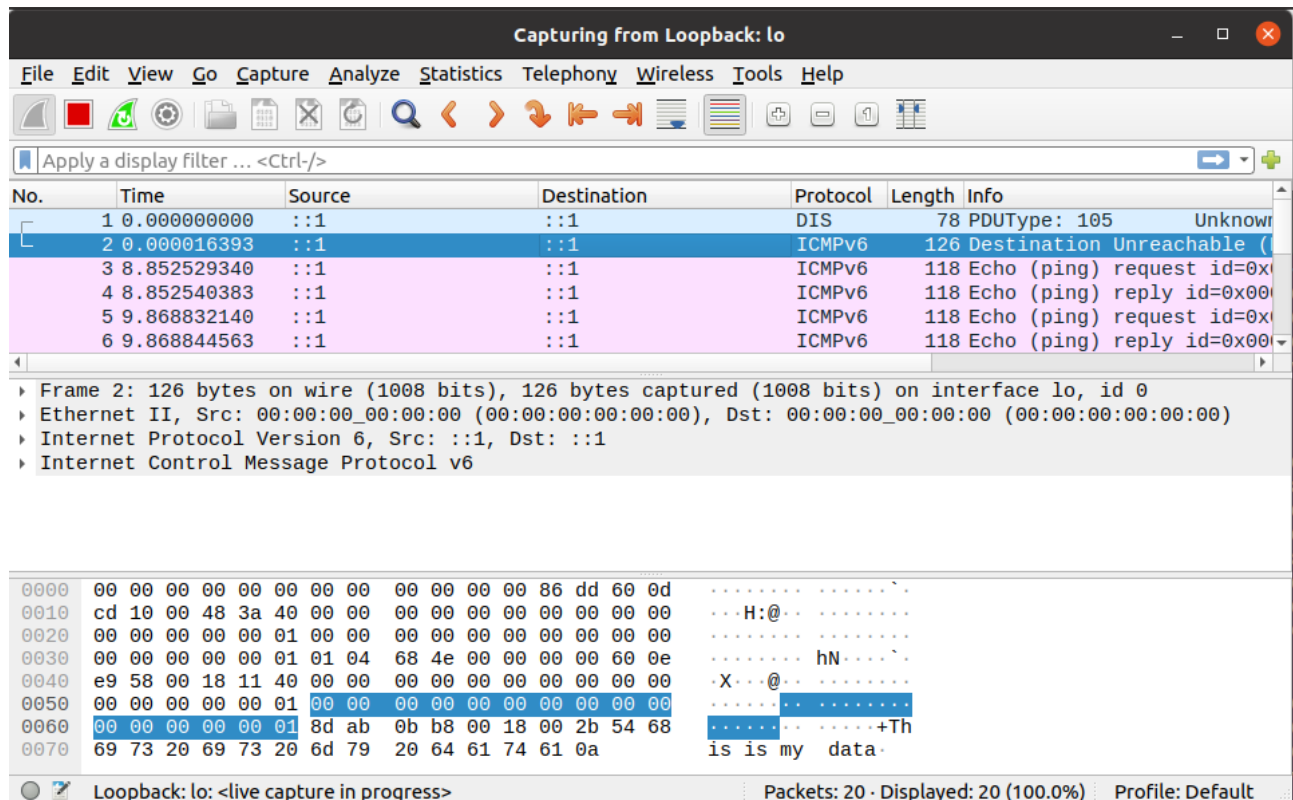 Capturing from Loopback: lo
File Edit View Go Capture Analyze Statistics Telephony Wireless Tools Help
Apply a display filter … <Ctrl-/>
No. Time Source Destination Protocol Length Info
1 0.000000000 ::1 ::1 DIS 78 PDUType: 105 Unknown
2 0.000016393 ::1 ::1 ICMPv6 126 Destination Unreachable (
3 8.852529340 ::1 ::1 ICMPv6 118 Echo (ping) request id=0x
4 8.852540383 ::1 ::1 ICMPv6 118 Echo (ping) reply id=0x00
5 9.868832140 ::1 ::1 ICMPv6 118 Echo (ping) request id=0x
6 9.868844563 ::1 ::1 ICMPv6 118 Echo (ping) reply id=0x00
Frame 2: 126 bytes on wire (1008 bits), 126 bytes captured (1008 bits) on interface lo, id 0
Ethernet II, Src: 00:00:00_00:00:00 (00:00:00:00:00:00), Dst: 00:00:00_00:00:00 (00:00:00:00:00:00)
Internet Protocol Version 6, Src: ::1, Dst: ::1
Internet Control Message Protocol v6
0000 00 00 00 00 00 00 00 00 00 00 00 00 86 dd 60 0d ········ ······`·
0010 cd 10 00 48 3a 40 00 00 00 00 00 00 00 00 00 00 ···H:@·· ········
0020 00 00 00 00 00 01 00 00 00 00 00 00 00 00 00 00 ········ ········
0030 00 00 00 00 00 01 01 04 68 4e 00 00 00 00 60 0e ········ hN····`·
0040 e9 58 00 18 11 40 00 00 00 00 00 00 00 00 00 00 ·X···@·· ········
0050 00 00 00 00 00 01 00 00 00 00 00 00 00 00 00 00 ········ ········
0060 00 00 00 00 00 01 8d ab 0b b8 00 18 00 2b 54 68 ········ ·····+Th
0070 69 73 20 69 73 20 6d 79 20 64 61 74 61 0a is is my data·
Loopback: lo: <live capture in progress> Packets: 20 · Displayed: 20 (100.0%) Profile: Default